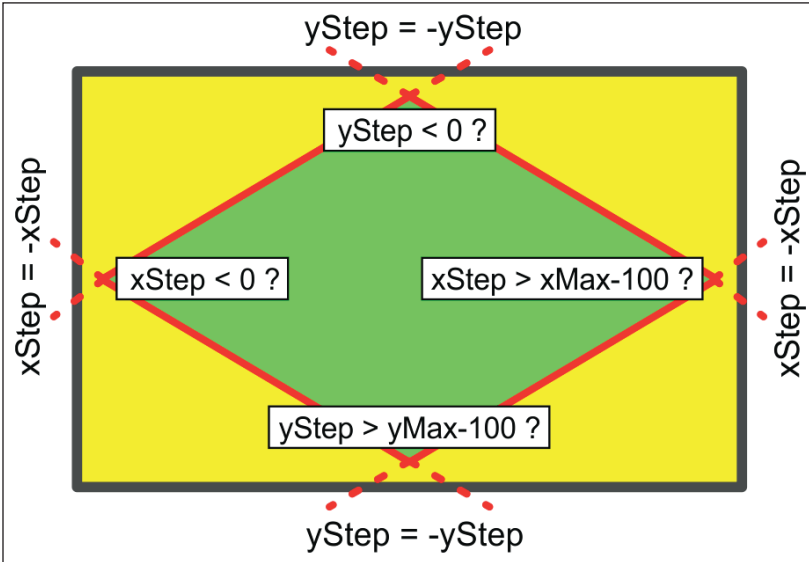 yStep = -yStep
yStep < 0 ?
xStep = -xStep
xStep < 0 ?
xStep > xMax-100 ?
xStep = -xStep
yStep > yMax-100 ?
yStep = -yStep